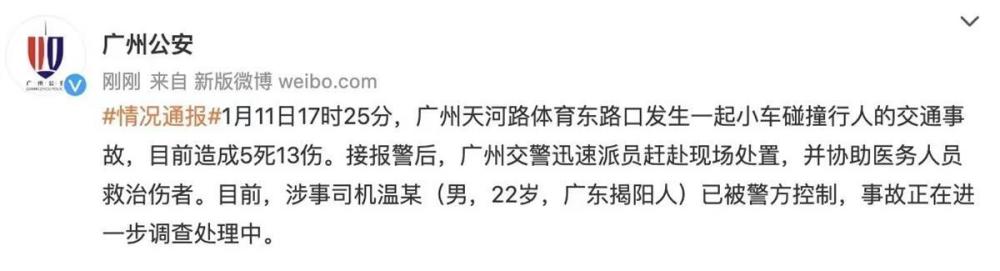 广州公安
刚刚 来自 新版微博 weibo.com
#情况通报#1月11日17时25分，广州天河路体育东路口发生一起小车碰撞行人的交通事
故，目前造成5死13伤。接报警后，广州交警迅速派员赶赴现场处置，并协助医务人员
救治伤者。目前，涉事司机温某（男，22岁，广东揭阳人）已被警方控制，事故正在进
一步调查处理中。